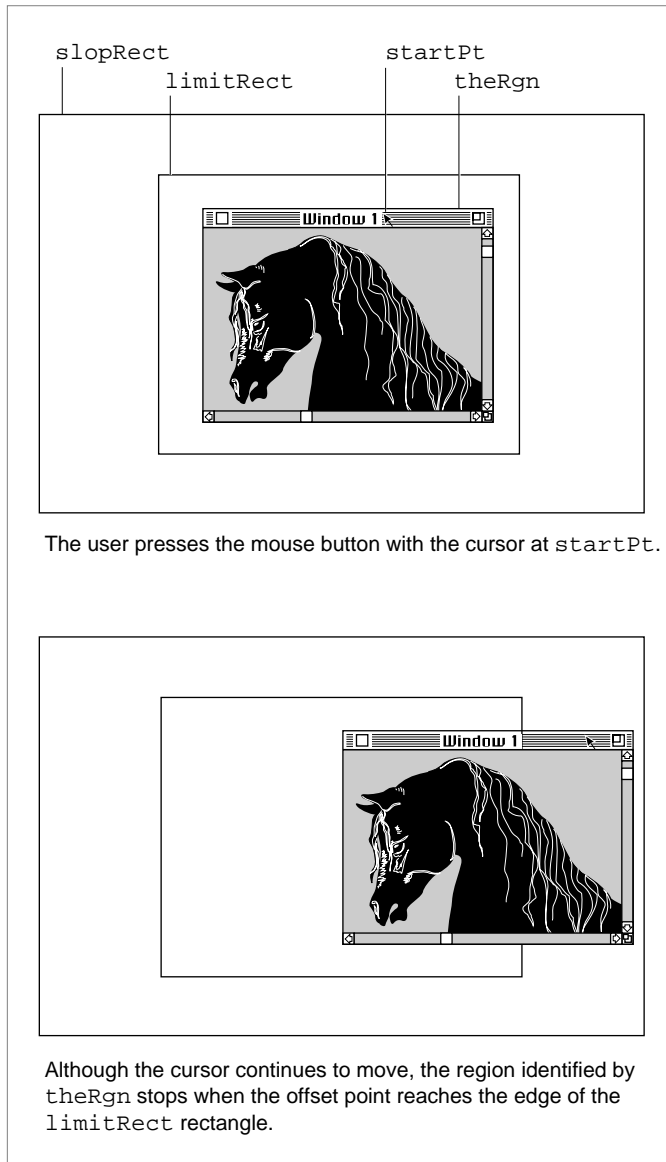 slopRect startPt
limitRect theRgn
Window 1
The user presses the mouse button with the cursor at startPt.
Window 1
Although the cursor continues to move, the region identified by
theRgn stops when the offset point reaches the edge of the
limitRect rectangle.